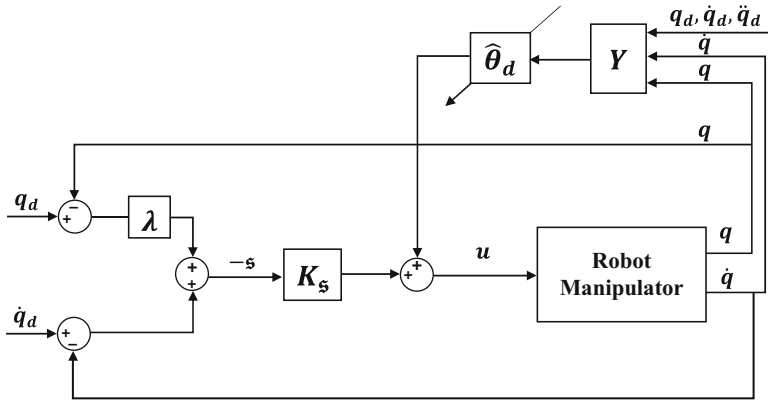 q_d, q̇_d, q̈_d
q̇
q
θ̂_d
Y
q
q_d
−
+
λ
+
+
−𝔰
K_𝔰
+
+
u
Robot
Manipulator
q
q̇
q̇_d
+
−